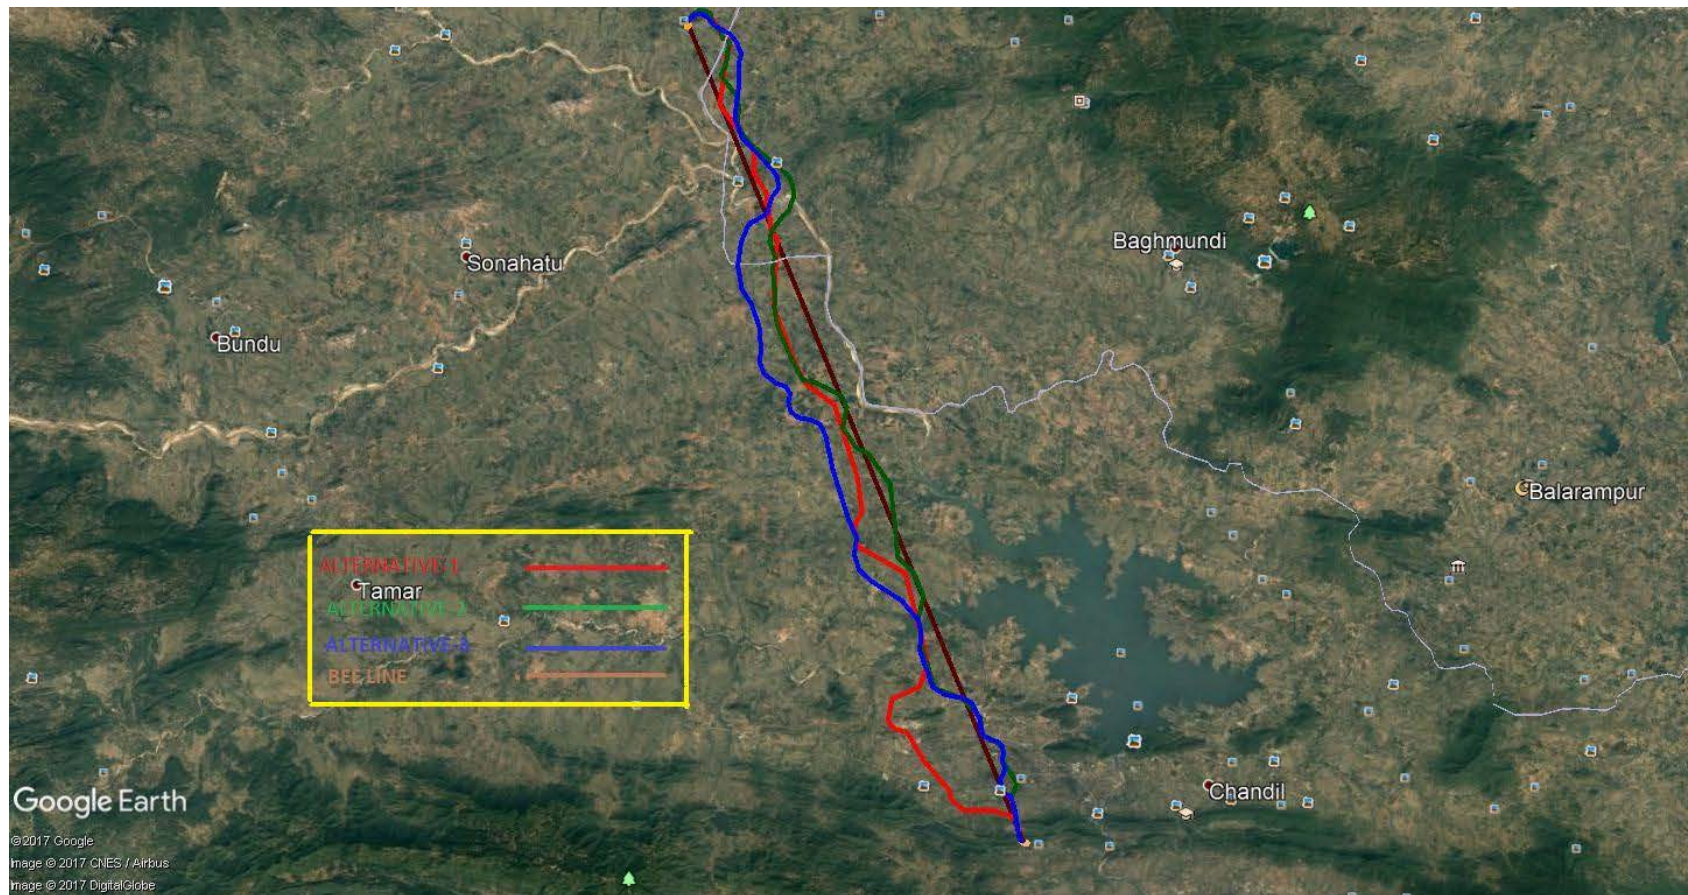 Baghmundi
Sonahatu
Bundu
Balarampur
ALTERNATIVE-1
Tamar
ALTERNATIVE-2
ALTERNATIVE-3
BEE LINE
Chandil
Google Earth
©2017 Google
Image © 2017 CNES / Airbus
Image © 2017 DigitalGlobe